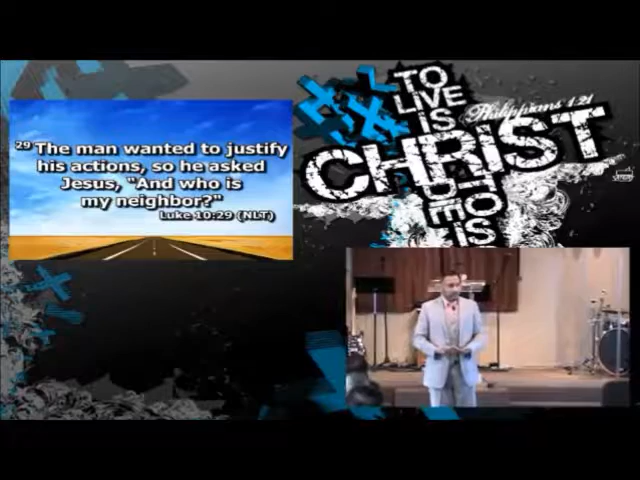 29 The man wanted to justify
his actions, so he asked
Jesus, "And who is
my neighbor?"
Luke 10:29 (NLT)
TO
LIVE
IS
Philippians 1:21
CHRIST
TO
DIE
IS